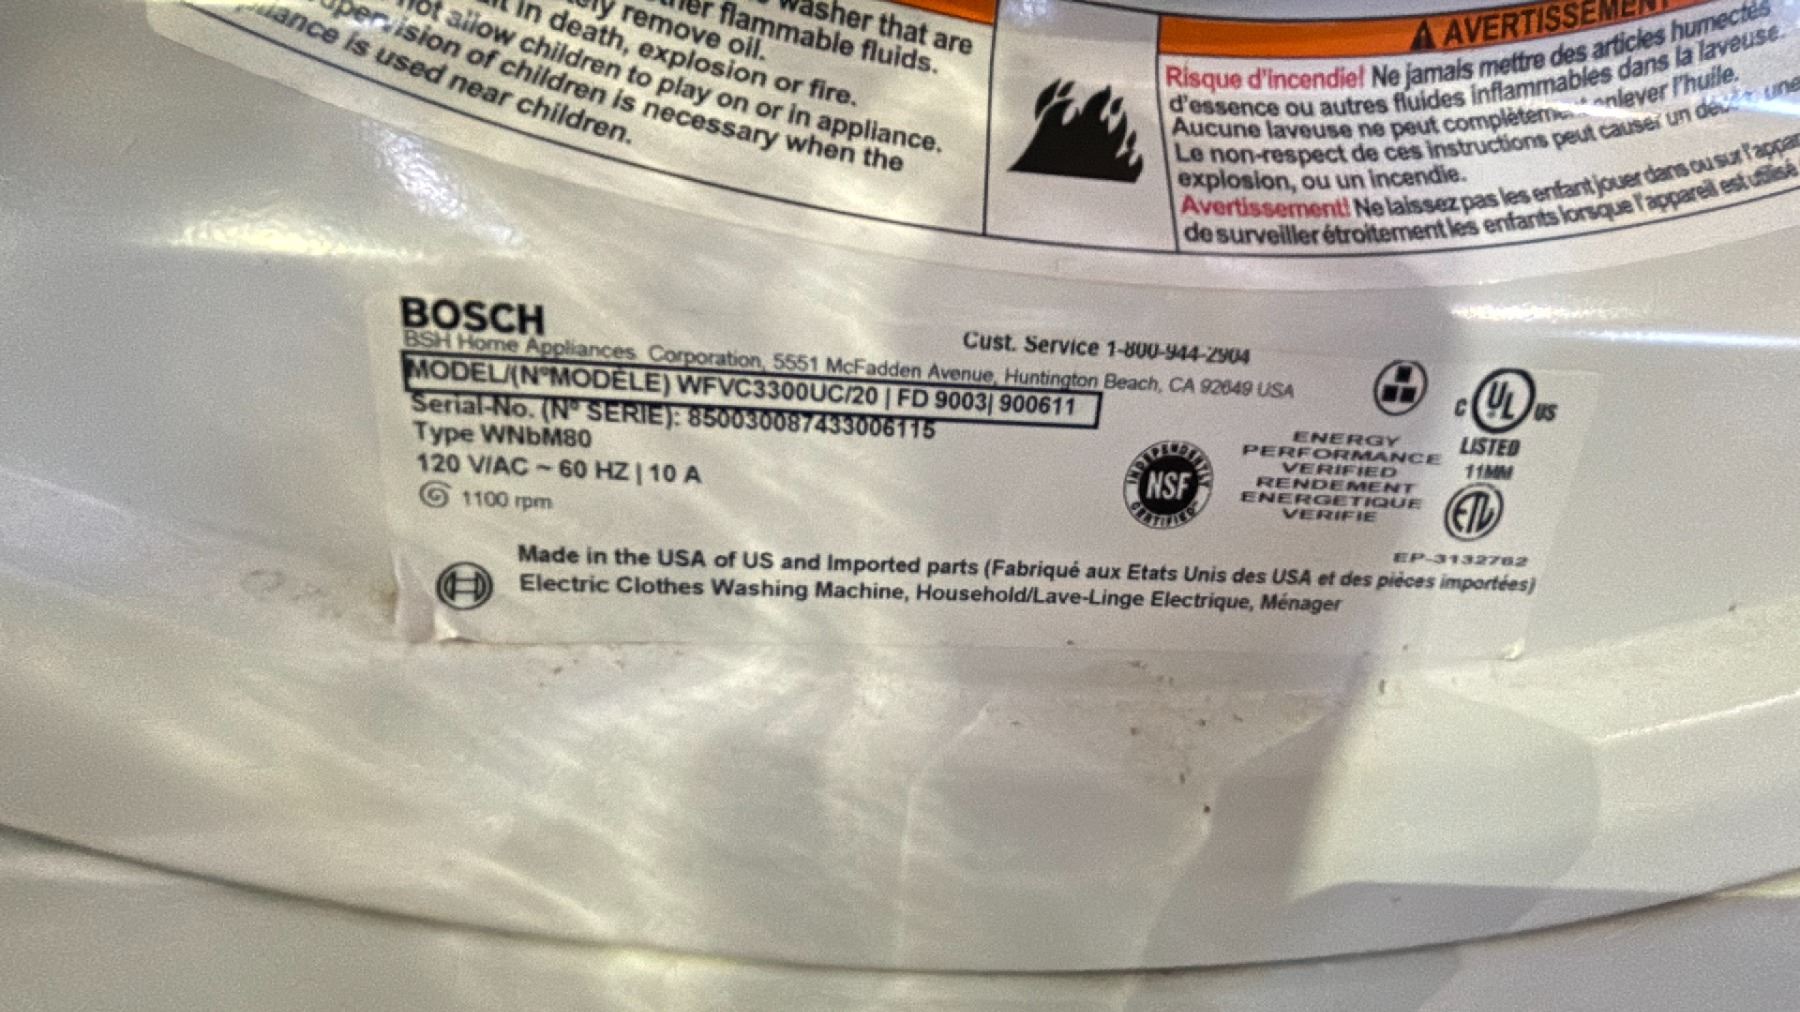 washer that are
flammable fluids.
remove oil.
in death, explosion or fire.
not allow children to play on or in appliance.
of children is necessary when the
is used near children.
AVERTISSEMENT
Risque d'incendie! Ne jamais mettre des articles humectés
d'essence ou autres fluides inflammables dans la laveuse.
Aucune laveuse ne peut complètement enlever l'huile.
Le non-respect de ces instructions peut causer un une
explosion, ou un incendie.
Avertissement! Ne laissez pas les enfant jouer dans ou sur
de surveiller étroitement les enfants lorsque l'appareil est utilisé
BOSCH
Cust. Service 1-800-944-2904
BSH Home Appliances Corporation, 5551 McFadden Avenue, Huntington Beach, CA 92649 USA
MODEL/(N°MODÈLE) WFVC3300UC/20 | FD 9003| 900611
Serial-No. (N° SERIE): 850030087433006115
Type WNbM80
120 V/AC ~ 60 HZ | 10 A
1100 rpm
INDEPENDENTLY
NSF
CERTIFIED
ENERGY
PERFORMANCE
VERIFIED
RENDEMENT
ENERGETIQUE
VERIFIE
C UL US
LISTED
11MM
ETL
EP-3132762
Made in the USA of US and Imported parts (Fabriqué aux Etats Unis des USA et des pièces importées)
Electric Clothes Washing Machine, Household/Lave-Linge Electrique, Ménager